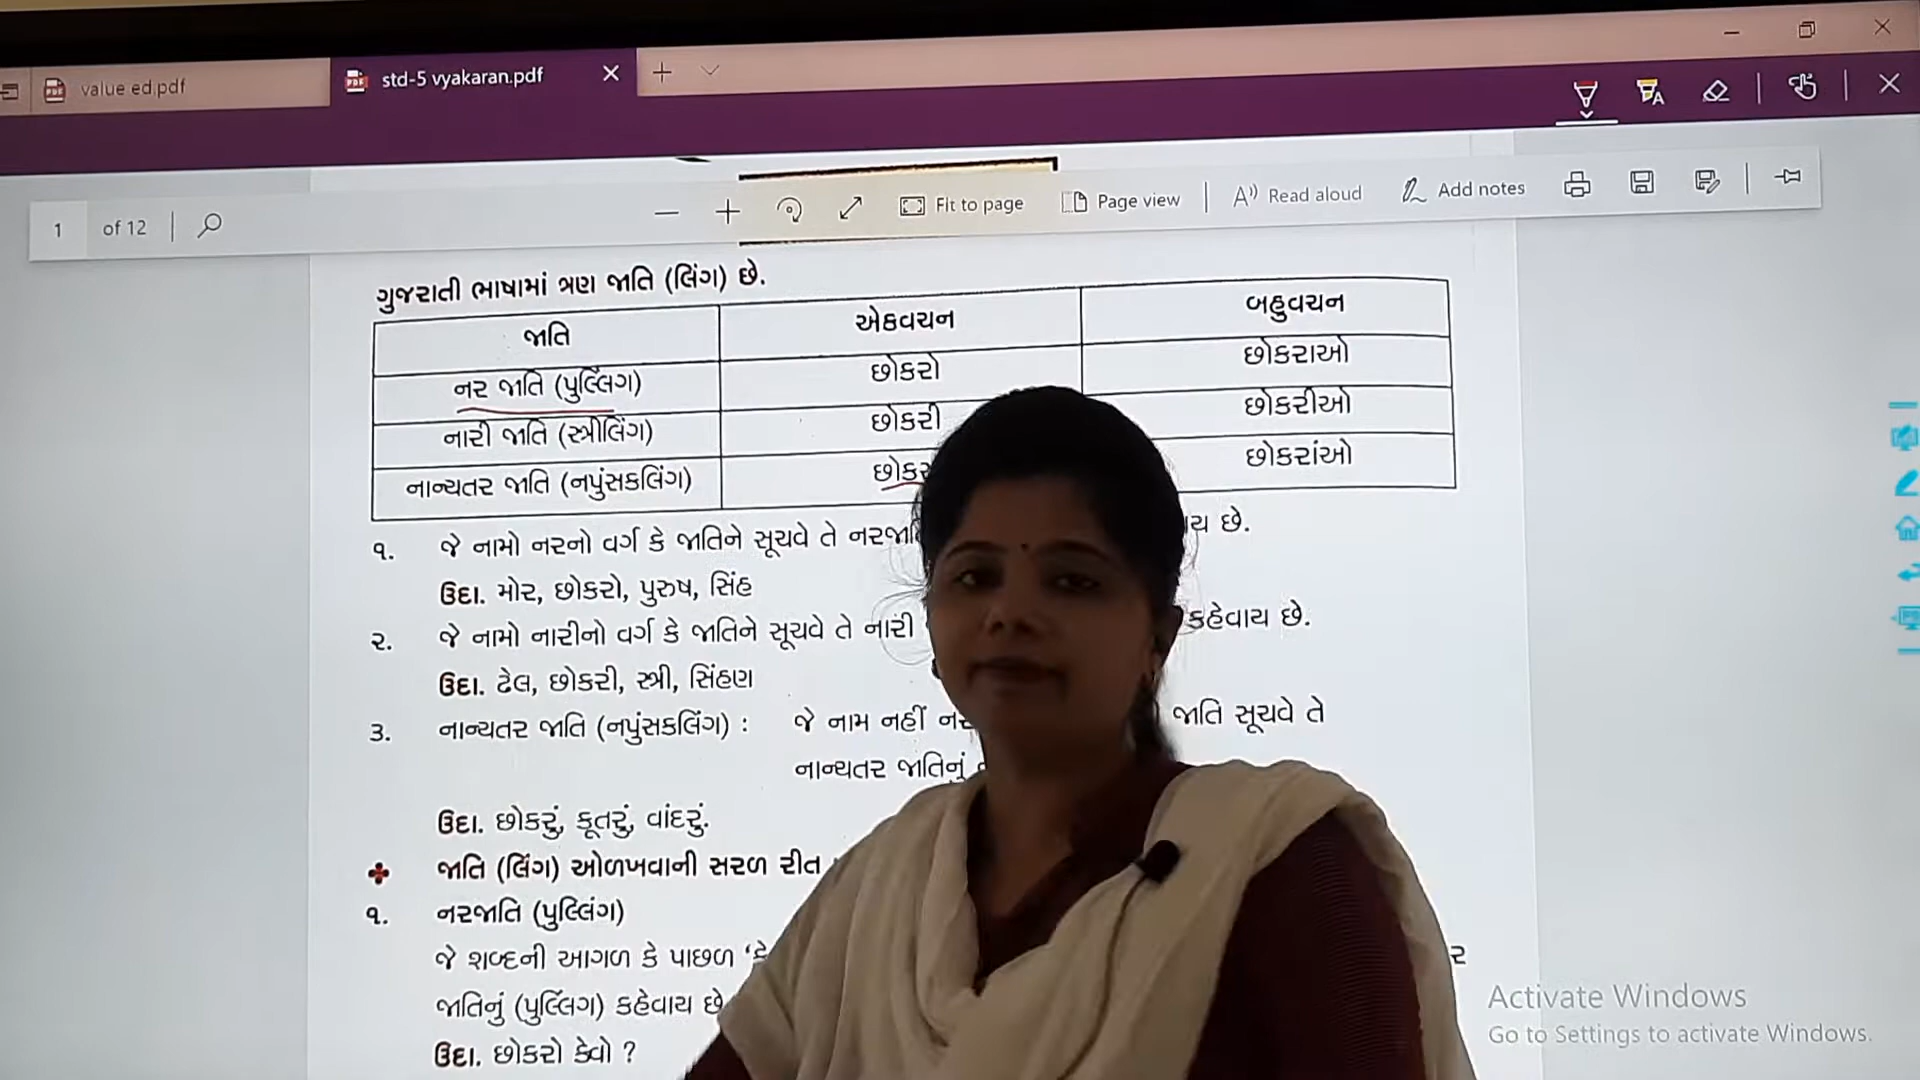 value ed.pdf
std-5 vyakaran.pdf
1 of 12
Fit to page
Page view
Read aloud
Add notes
ગુજરાતી ભાષામાં ત્રણ જાતિ (લિંગ) છે.
જાતિ એકવચન બહુવચન
નર જાતિ (પુલ્લિંગ) છોકરો છોકરાઓ
નારી જાતિ (સ્ત્રીલિંગ) છોકરી છોકરીઓ
નાન્યતર જાતિ (નપુંસકલિંગ) છોકરાંઓ
૧. જે નામો નરનો વર્ગ કે જાતિને સૂચવે તે છે.
ઉદા. મોર, છોકરો, પુરુષ, સિંહ
૨. જે નામો નારીનો વર્ગ કે જાતિને સૂચવે તે નારી કહેવાય છે.
ઉદા. ઢેલ, છોકરી, સ્ત્રી, સિંહણ
૩. નાન્યતર જાતિ (નપુંસકલિંગ) : જે નામ નહીં જાતિ સૂચવે તે
નાન્યતર જાતિનું
ઉદા. છોકરું, કૂતરું, વાંદરું.
જાતિ (લિંગ) ઓળખવાની સરળ રીત
૧. નરજાતિ (પુલ્લિંગ)
જે શબ્દની આગળ કે પાછળ
જાતિનું (પુલ્લિંગ) કહેવાય છે
ઉદા. છોકરો કેવો ?
Activate Windows
Go to Settings to activate Windows.